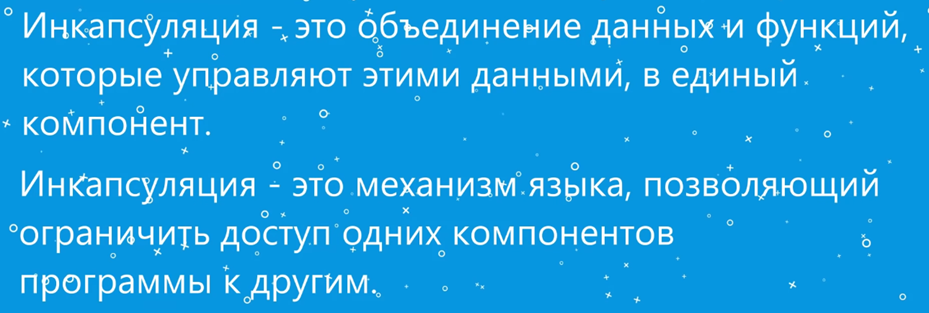 Инкапсуляция - это объединение данных и функций,
которые управляют этими данными, в единый
компонент.
Инкапсуляция - это механизм языка, позволяющий
ограничить доступ одних компонентов
программы к другим.